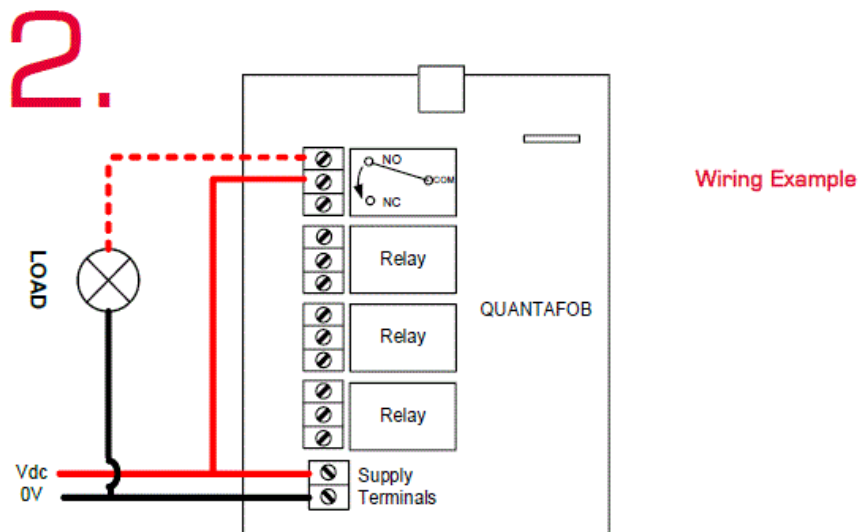 2.
Wiring Example
NO
COM
NC
LOAD
Relay
QUANTAFOB
Relay
Relay
Vdc
0V
Supply
Terminals